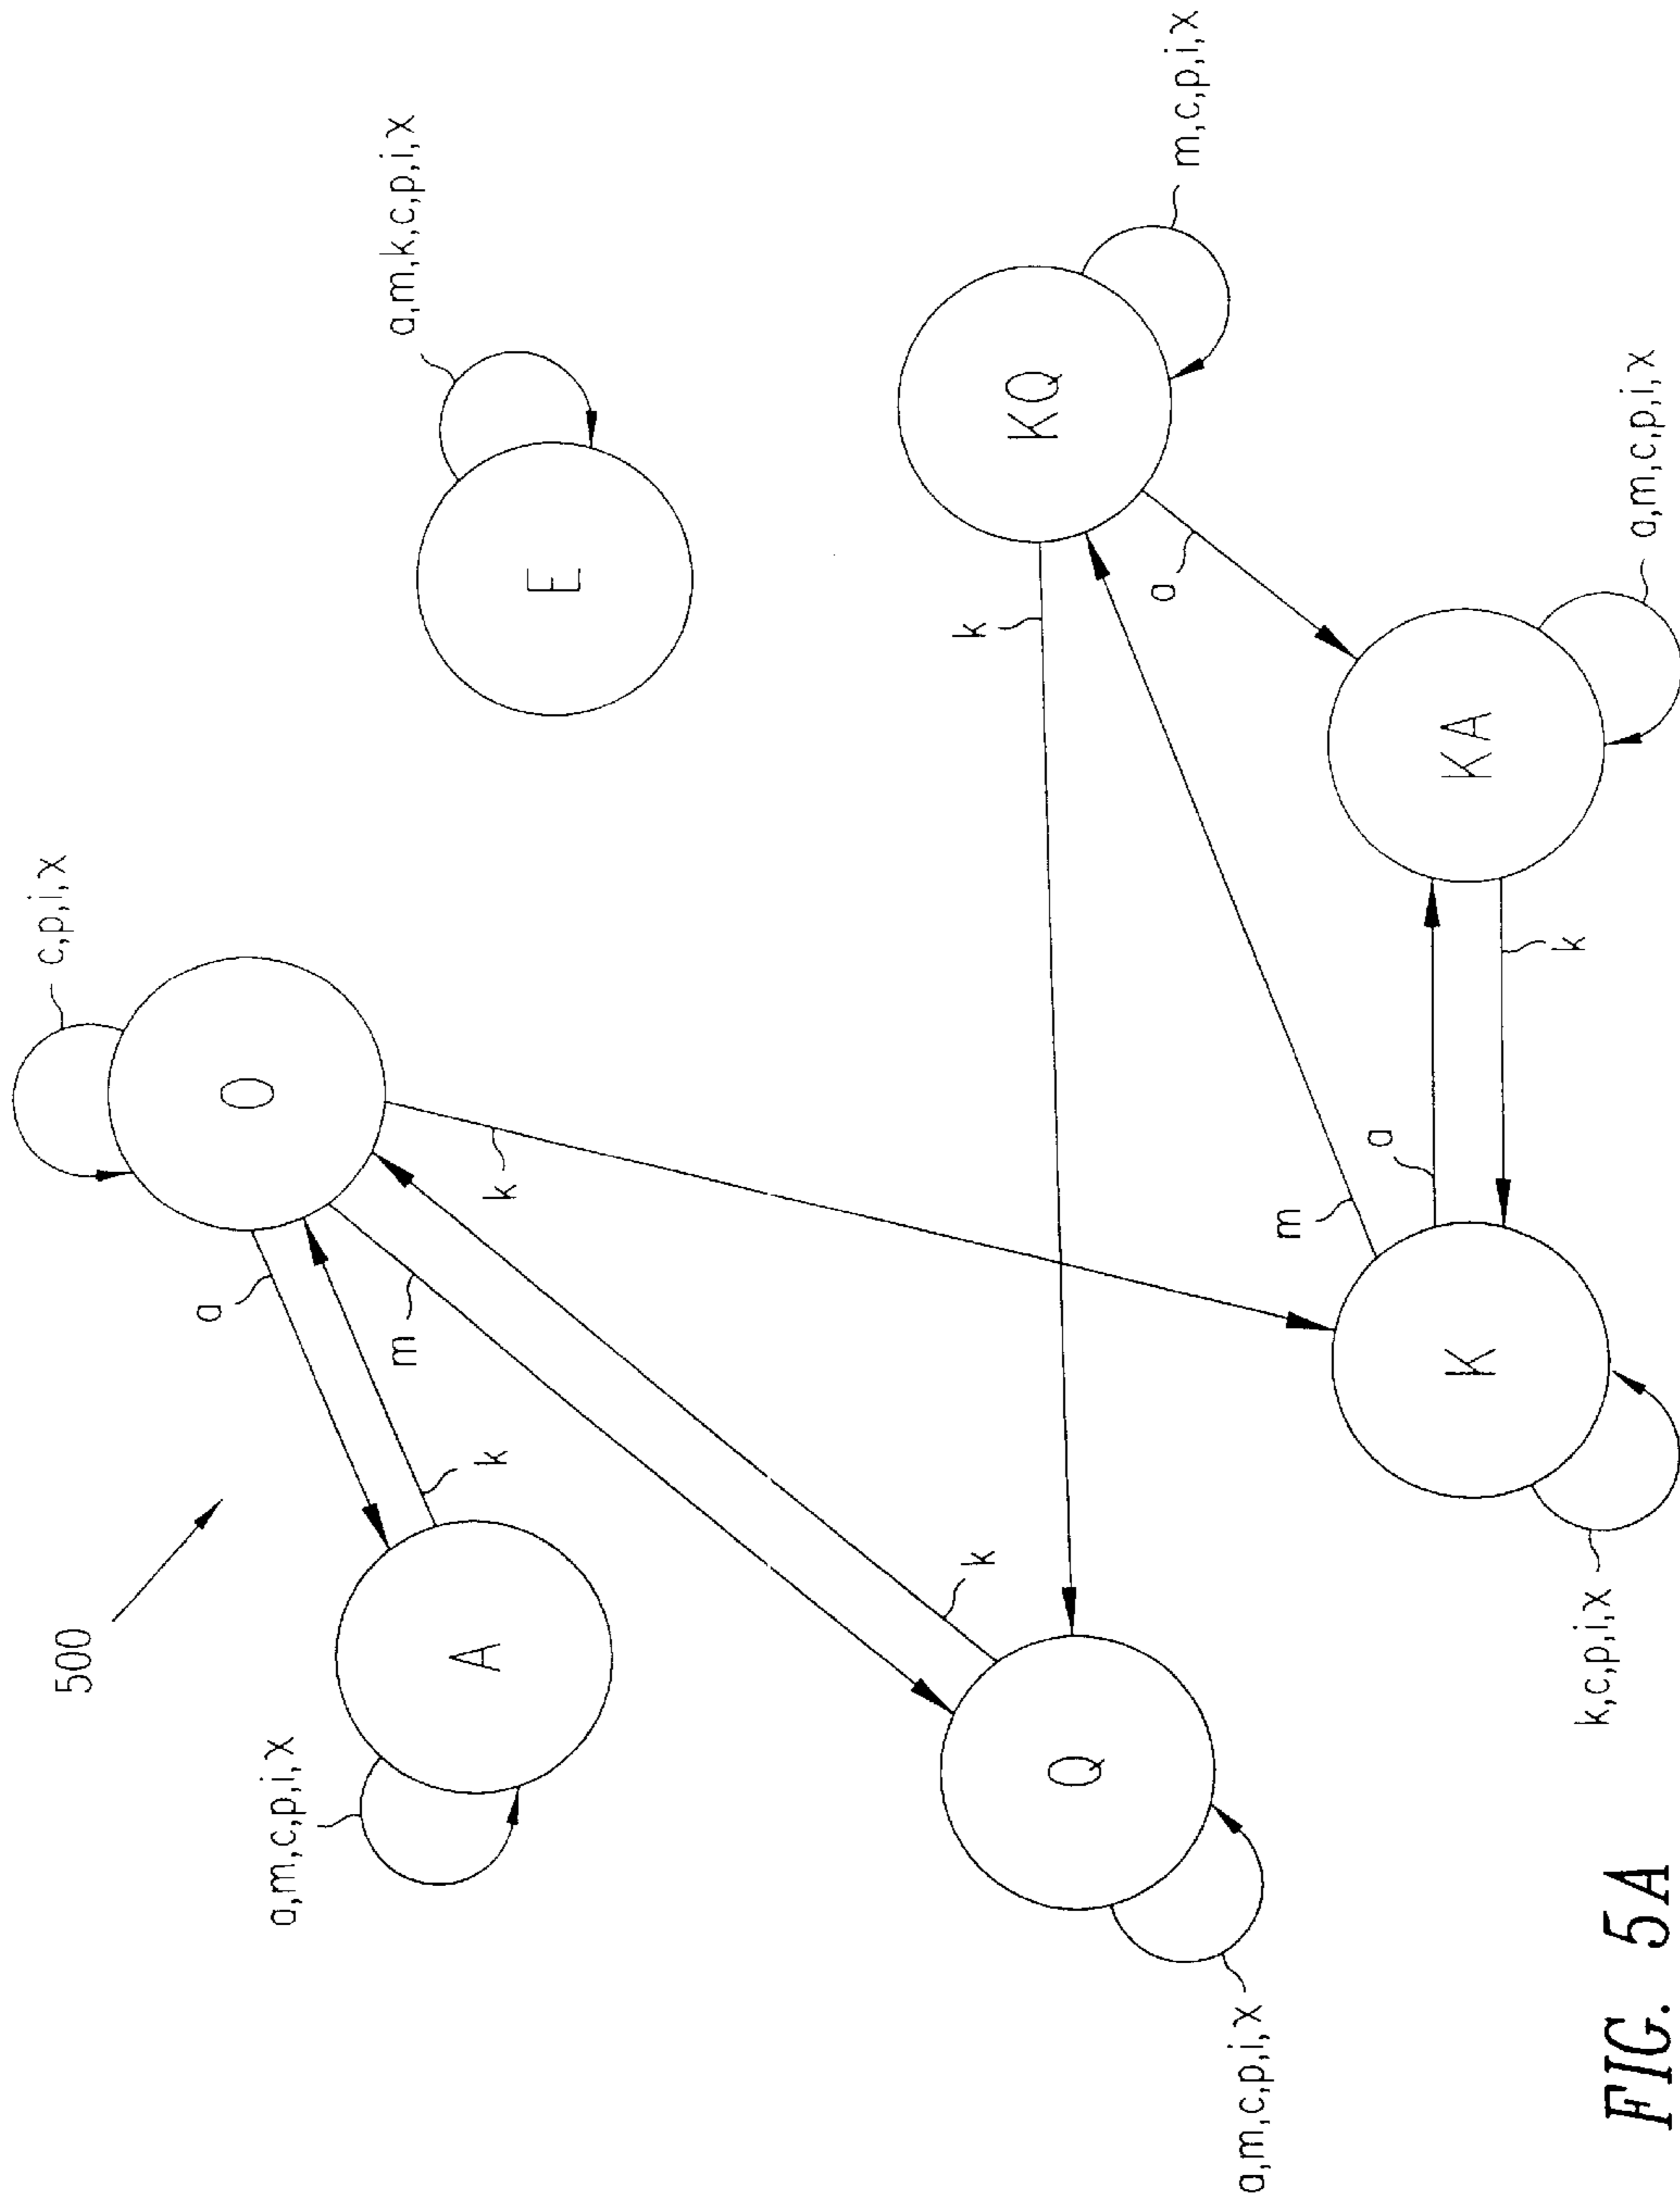 500
c,p,i,x
O
a,m,k,c,p,i,x
E
a
m
k
k
a,m,c,p,i,x
A
k
KQ
m,c,p,i,x
a
k
Q
a,m,c,p,i,x
m
a
k
KA
a,m,c,p,i,x
K
k,c,p,i,x
FIG. 5A